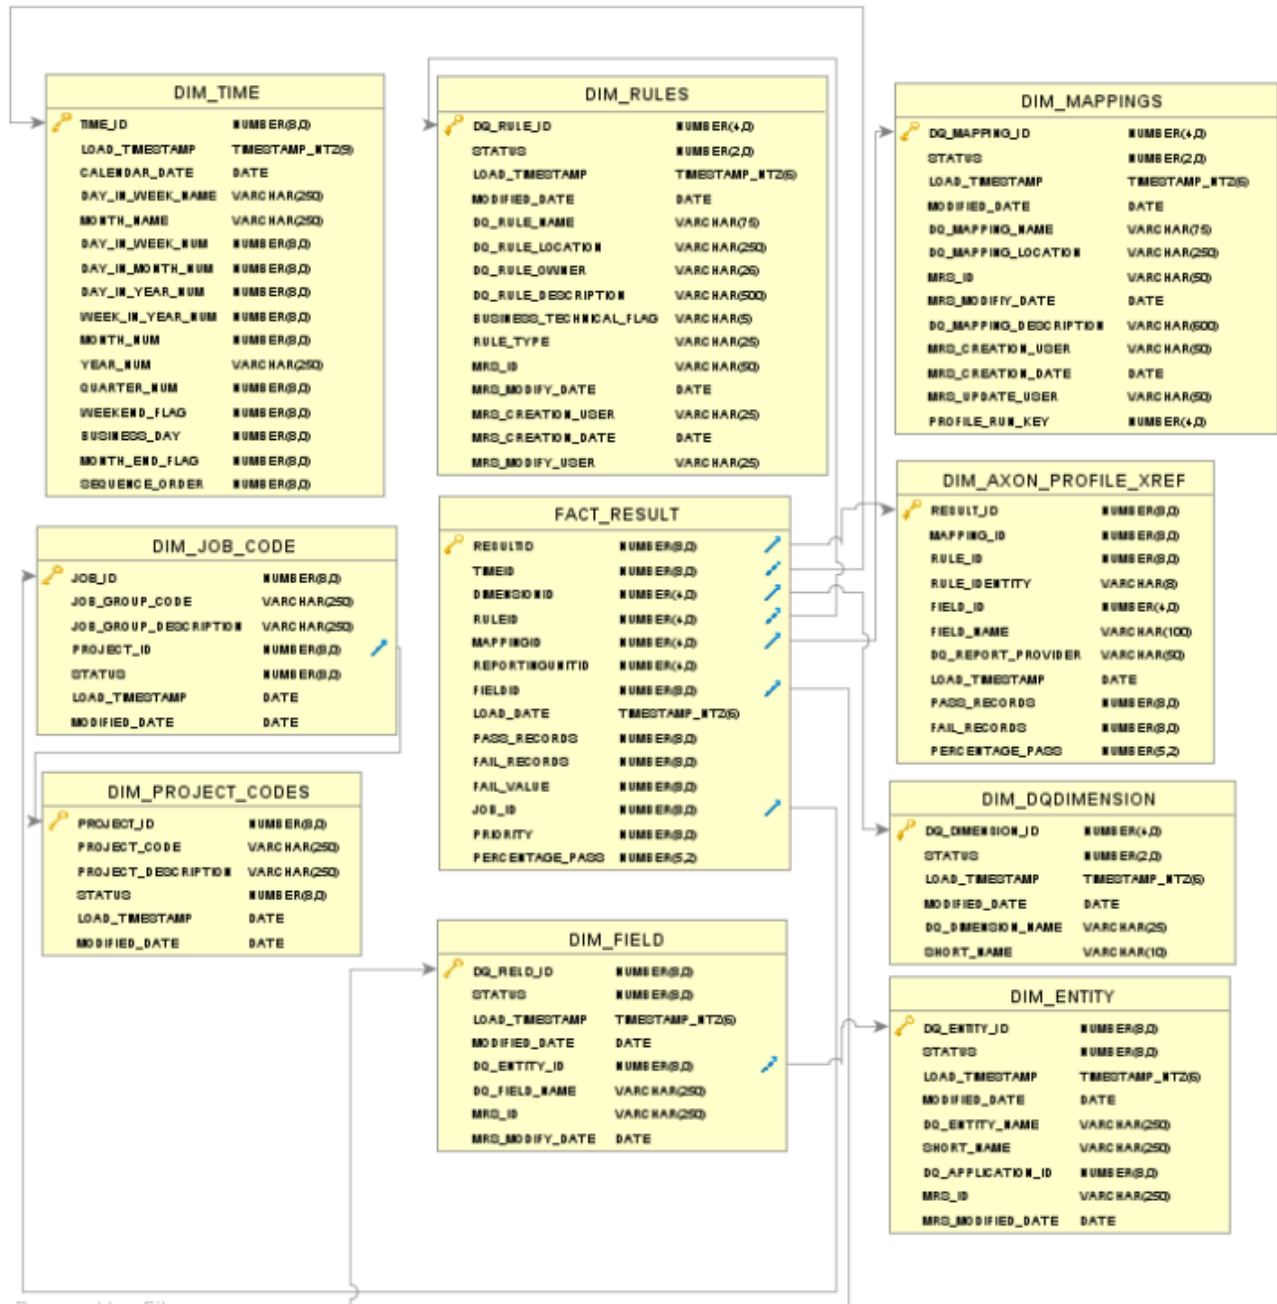 DIM_TIME
TIME_ID NUMBER(8,0)
LOAD_TIMESTAMP TIMESTAMP_NTZ(9)
CALENDAR_DATE DATE
DAY_IN_WEEK_NAME VARCHAR(250)
MONTH_NAME VARCHAR(250)
DAY_IN_WEEK_NUM NUMBER(8,0)
DAY_IN_MONTH_NUM NUMBER(8,0)
DAY_IN_YEAR_NUM NUMBER(8,0)
WEEK_IN_YEAR_NUM NUMBER(8,0)
MONTH_NUM NUMBER(8,0)
YEAR_NUM VARCHAR(250)
QUARTER_NUM NUMBER(8,0)
WEEKEND_FLAG NUMBER(8,0)
BUSINESS_DAY NUMBER(8,0)
MONTH_END_FLAG NUMBER(8,0)
SEQUENCE_ORDER NUMBER(8,0)
DIM_RULES
DQ_RULE_ID NUMBER(4,0)
STATUS NUMBER(2,0)
LOAD_TIMESTAMP TIMESTAMP_NTZ(6)
MODIFIED_DATE DATE
DQ_RULE_NAME VARCHAR(75)
DQ_RULE_LOCATION VARCHAR(250)
DQ_RULE_OWNER VARCHAR(26)
DQ_RULE_DESCRIPTION VARCHAR(500)
BUSINESS_TECHNICAL_FLAG VARCHAR(5)
RULE_TYPE VARCHAR(25)
MRS_ID VARCHAR(50)
MRS_MODIFY_DATE DATE
MRS_CREATION_USER VARCHAR(25)
MRS_CREATION_DATE DATE
MRS_MODIFY_USER VARCHAR(25)
DIM_MAPPINGS
DQ_MAPPING_ID NUMBER(4,0)
STATUS NUMBER(2,0)
LOAD_TIMESTAMP TIMESTAMP_NTZ(6)
MODIFIED_DATE DATE
DQ_MAPPING_NAME VARCHAR(75)
DQ_MAPPING_LOCATION VARCHAR(250)
MRS_ID VARCHAR(50)
MRS_MODIFIY_DATE DATE
DQ_MAPPING_DESCRIPTION VARCHAR(600)
MRS_CREATION_USER VARCHAR(50)
MRS_CREATION_DATE DATE
MRS_UPDATE_USER VARCHAR(50)
PROFILE_RUN_KEY NUMBER(4,0)
DIM_JOB_CODE
JOB_ID NUMBER(8,0)
JOB_GROUP_CODE VARCHAR(250)
JOB_GROUP_DESCRIPTION VARCHAR(250)
PROJECT_ID NUMBER(8,0)
STATUS NUMBER(8,0)
LOAD_TIMESTAMP DATE
MODIFIED_DATE DATE
FACT_RESULT
RESULTID NUMBER(8,0)
TIMEID NUMBER(8,0)
DIMENSIONID NUMBER(4,0)
RULEID NUMBER(4,0)
MAPPINGID NUMBER(4,0)
REPORTINGUNITID NUMBER(4,0)
FIELDID NUMBER(8,0)
LOAD_DATE TIMESTAMP_NTZ(6)
PASS_RECORDS NUMBER(8,0)
FAIL_RECORDS NUMBER(8,0)
FAIL_VALUE NUMBER(8,0)
JOB_ID NUMBER(8,0)
PRIORITY NUMBER(8,0)
PERCENTAGE_PASS NUMBER(5,2)
DIM_AXON_PROFILE_XREF
RESULT_ID NUMBER(8,0)
MAPPING_ID NUMBER(8,0)
RULE_ID NUMBER(8,0)
RULE_IDENTITY VARCHAR(8)
FIELD_ID NUMBER(4,0)
FIELD_NAME VARCHAR(100)
DQ_REPORT_PROVIDER VARCHAR(50)
LOAD_TIMESTAMP DATE
PASS_RECORDS NUMBER(8,0)
FAIL_RECORDS NUMBER(8,0)
PERCENTAGE_PASS NUMBER(5,2)
DIM_PROJECT_CODES
PROJECT_ID NUMBER(8,0)
PROJECT_CODE VARCHAR(250)
PROJECT_DESCRIPTION VARCHAR(250)
STATUS NUMBER(8,0)
LOAD_TIMESTAMP DATE
MODIFIED_DATE DATE
DIM_DQDIMENSION
DQ_DIMENSION_ID NUMBER(4,0)
STATUS NUMBER(2,0)
LOAD_TIMESTAMP TIMESTAMP_NTZ(6)
MODIFIED_DATE DATE
DQ_DIMENSION_NAME VARCHAR(25)
SHORT_NAME VARCHAR(10)
DIM_FIELD
DQ_FIELD_ID NUMBER(8,0)
STATUS NUMBER(8,0)
LOAD_TIMESTAMP TIMESTAMP_NTZ(6)
MODIFIED_DATE DATE
DQ_ENTITY_ID NUMBER(8,0)
DQ_FIELD_NAME VARCHAR(250)
MRS_ID VARCHAR(250)
MRS_MODIFY_DATE DATE
DIM_ENTITY
DQ_ENTITY_ID NUMBER(8,0)
STATUS NUMBER(8,0)
LOAD_TIMESTAMP TIMESTAMP_NTZ(6)
MODIFIED_DATE DATE
DQ_ENTITY_NAME VARCHAR(250)
SHORT_NAME VARCHAR(250)
DQ_APPLICATION_ID NUMBER(8,0)
MRS_ID VARCHAR(250)
MRS_MODIFIED_DATE DATE